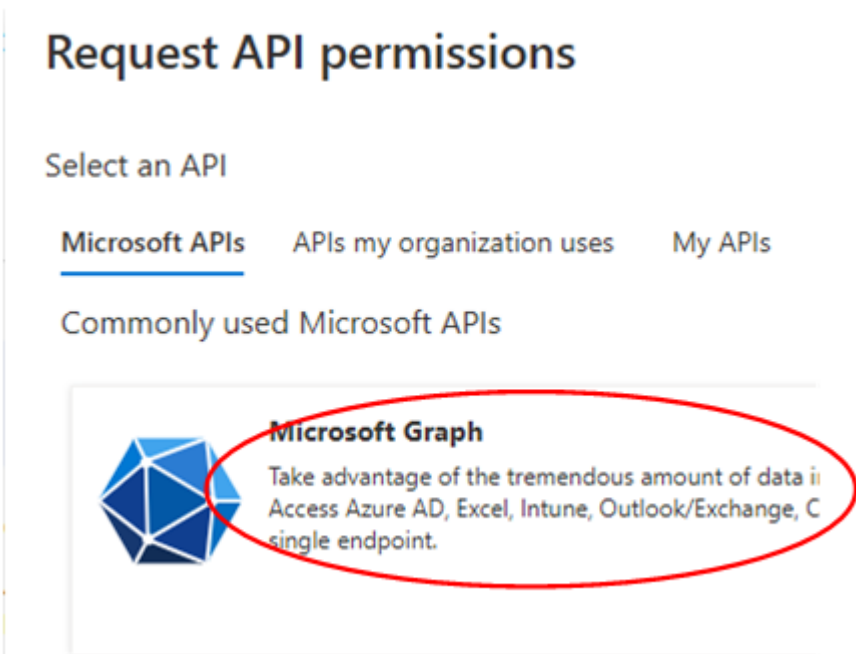 Request API permissions
Select an API
Microsoft APIs APIs my organization uses My APIs
Commonly used Microsoft APIs
Microsoft Graph
Take advantage of the tremendous amount of data
Access Azure AD, Excel, Intune, Outlook/Exchange,
single endpoint.